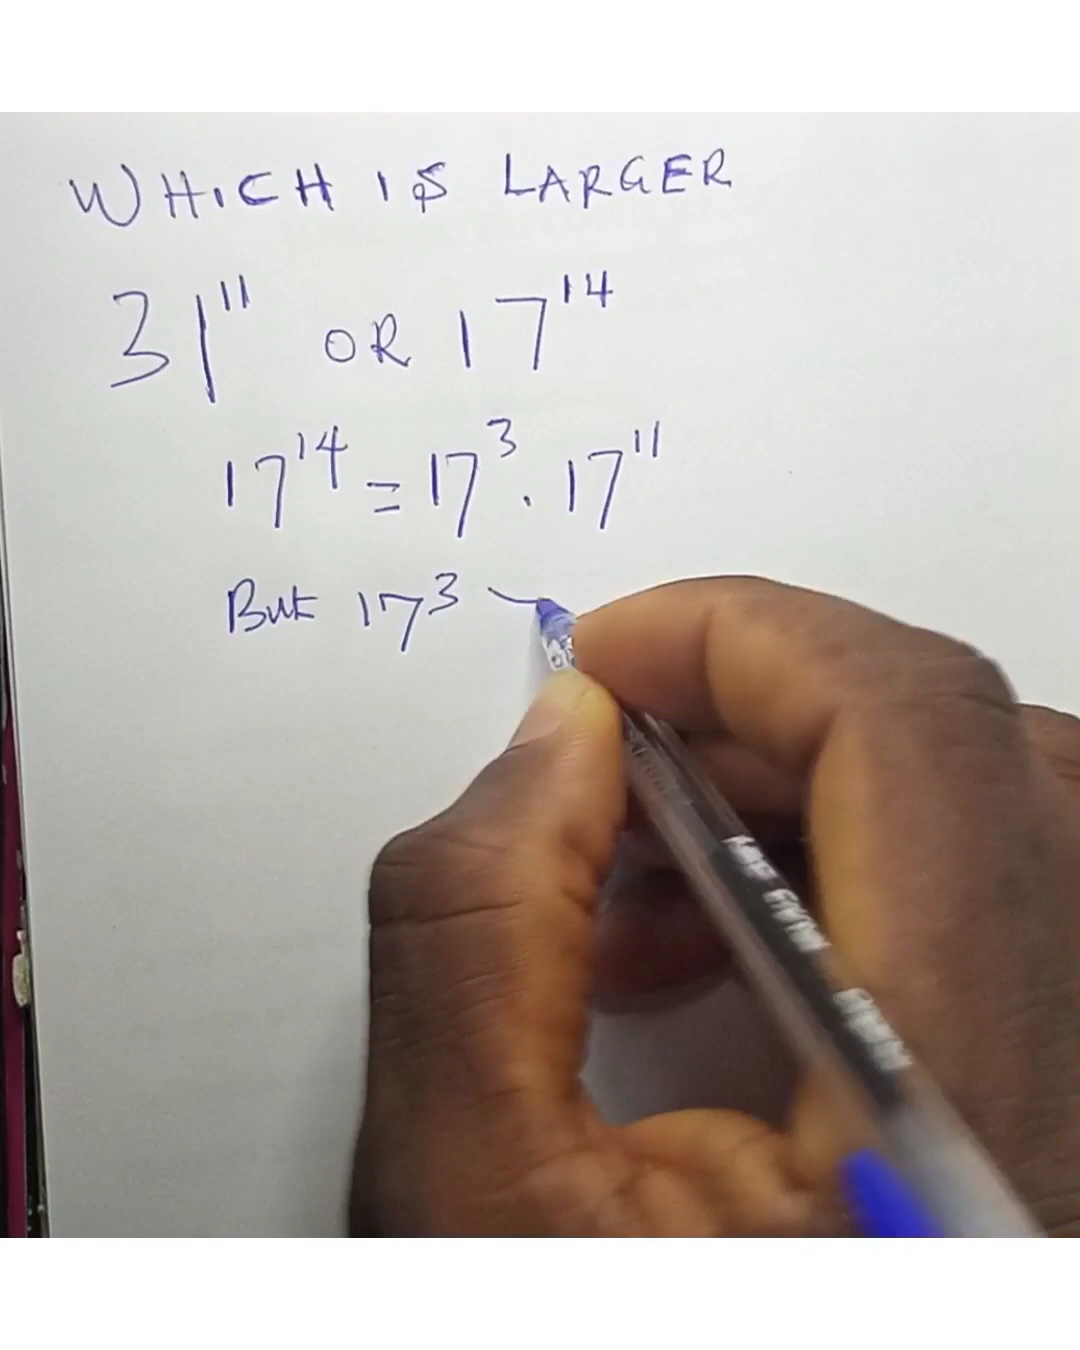 WHICH IS LARGER
31¹¹ OR 17¹⁴
17¹⁴ = 17³ . 17¹¹
But 17³